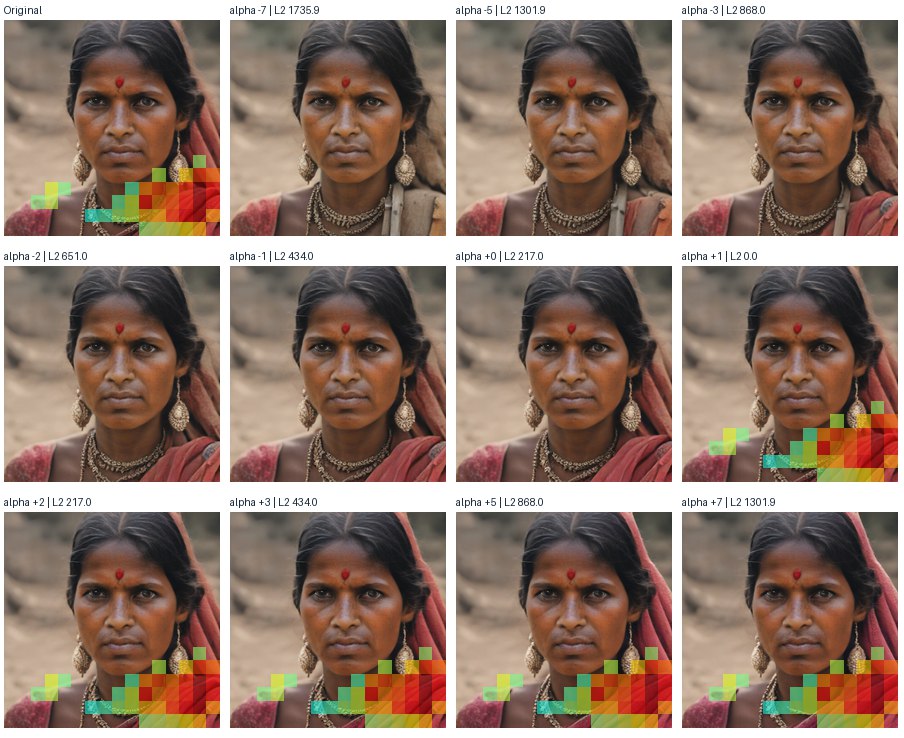 Original
alpha -7 | L2 1735.9
alpha -5 | L2 1301.9
alpha -3 | L2 868.0
alpha -2 | L2 651.0
alpha -1 | L2 434.0
alpha +0 | L2 217.0
alpha +1 | L2 0.0
alpha +2 | L2 217.0
alpha +3 | L2 434.0
alpha +5 | L2 868.0
alpha +7 | L2 1301.9